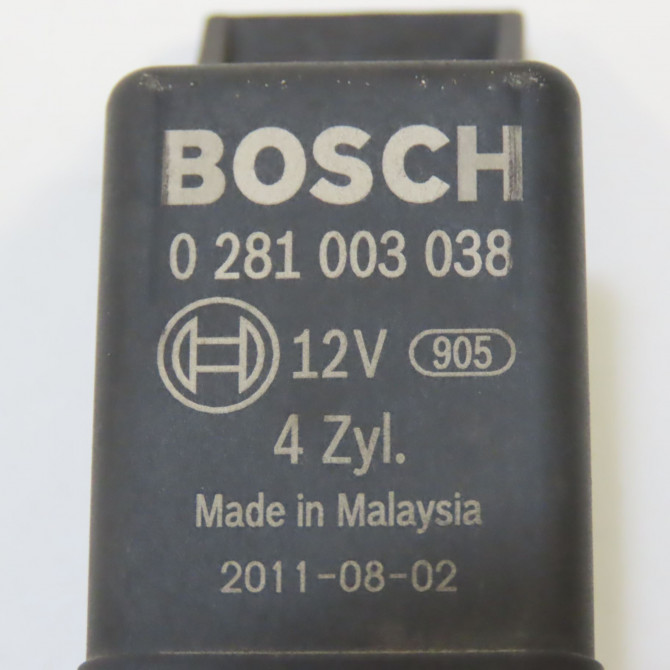 BOSCH
0 281 003 038
12V 905
4 Zyl.
Made in Malaysia
2011-08-02